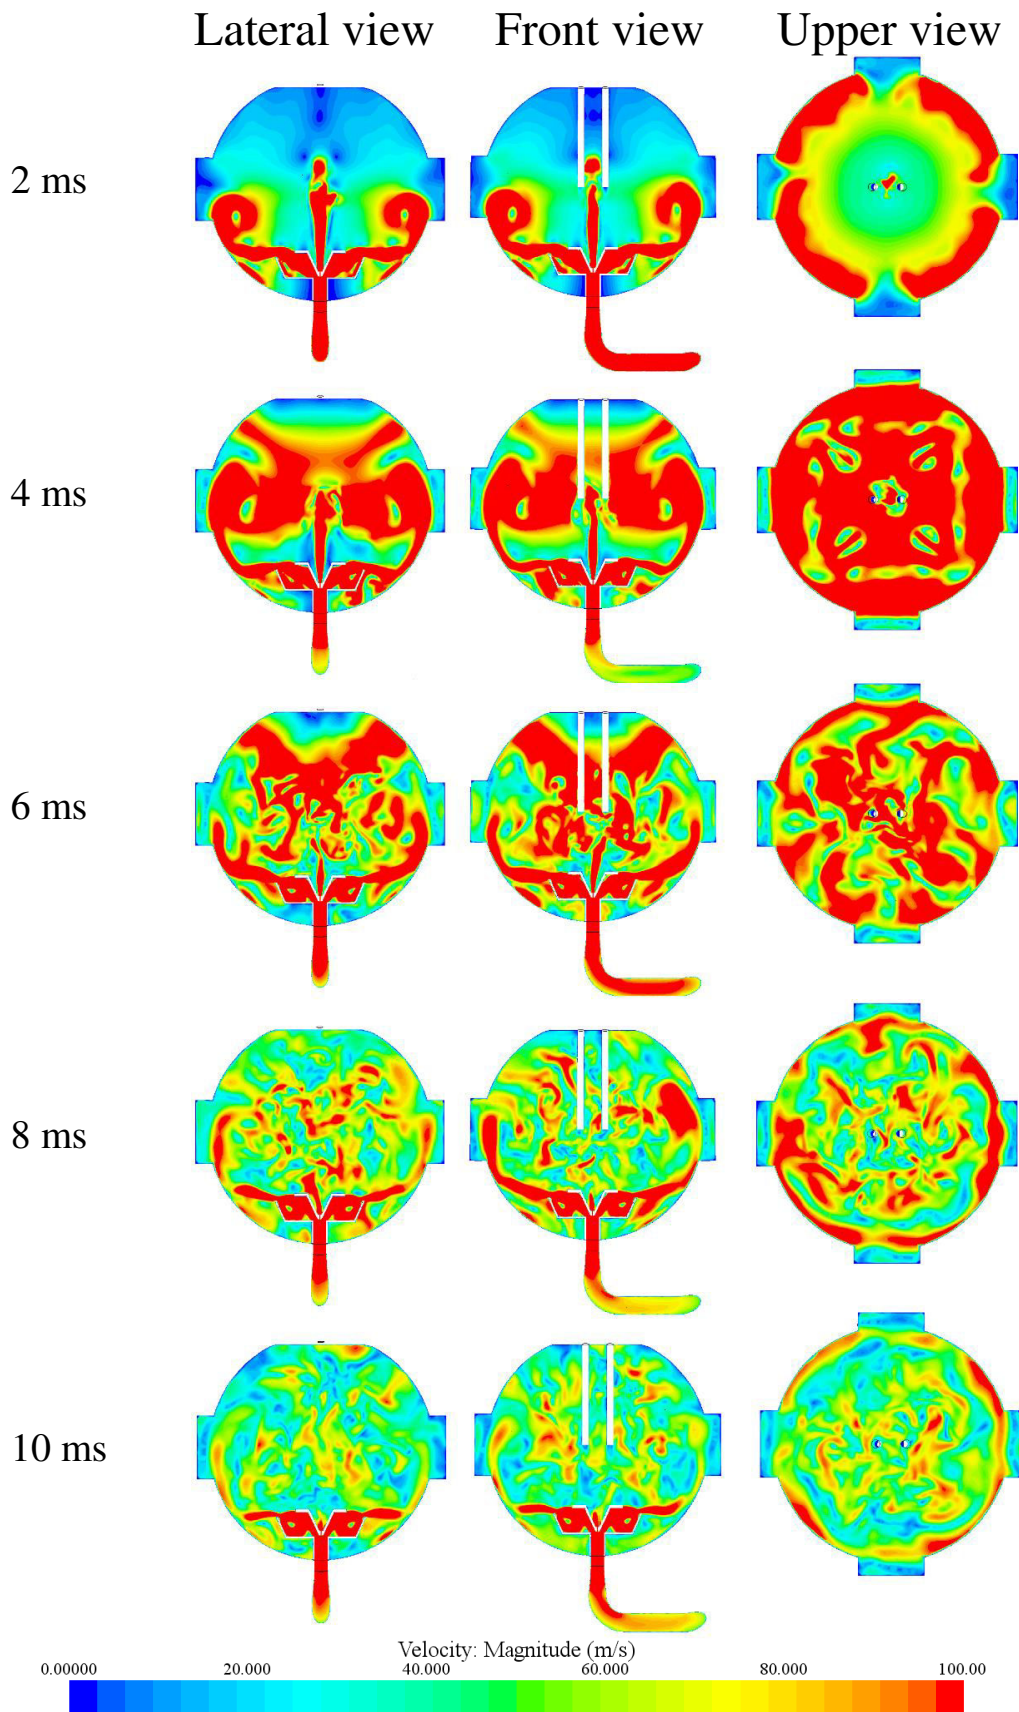 Lateral view Front view Upper view
2 ms
4 ms
6 ms
8 ms
10 ms
Velocity: Magnitude (m/s)
0.00000 20.000 40.000 60.000 80.000 100.00